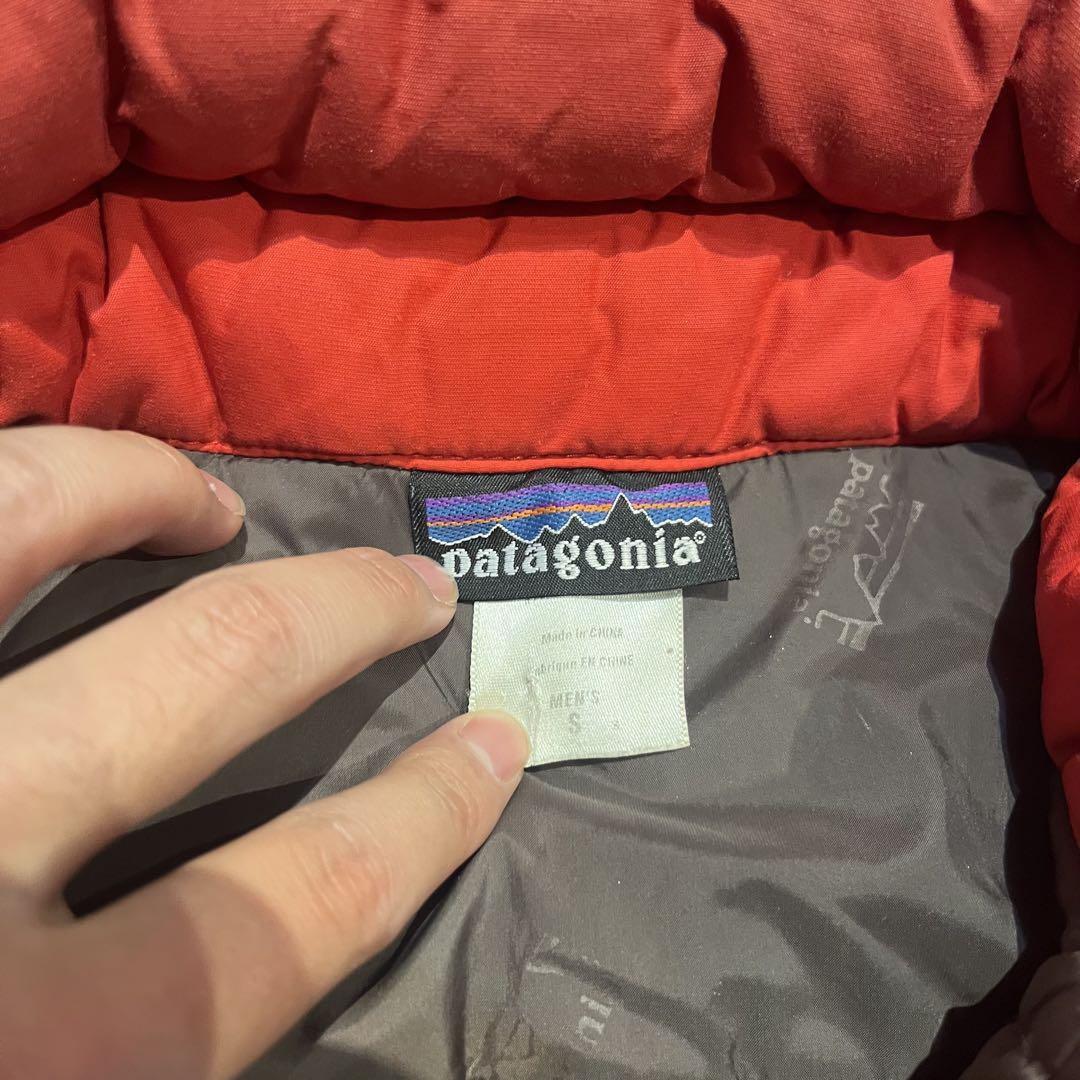 patagonia®
Made in CHINA
Fabriqué EN CHINE
MEN'S
S
patagonia